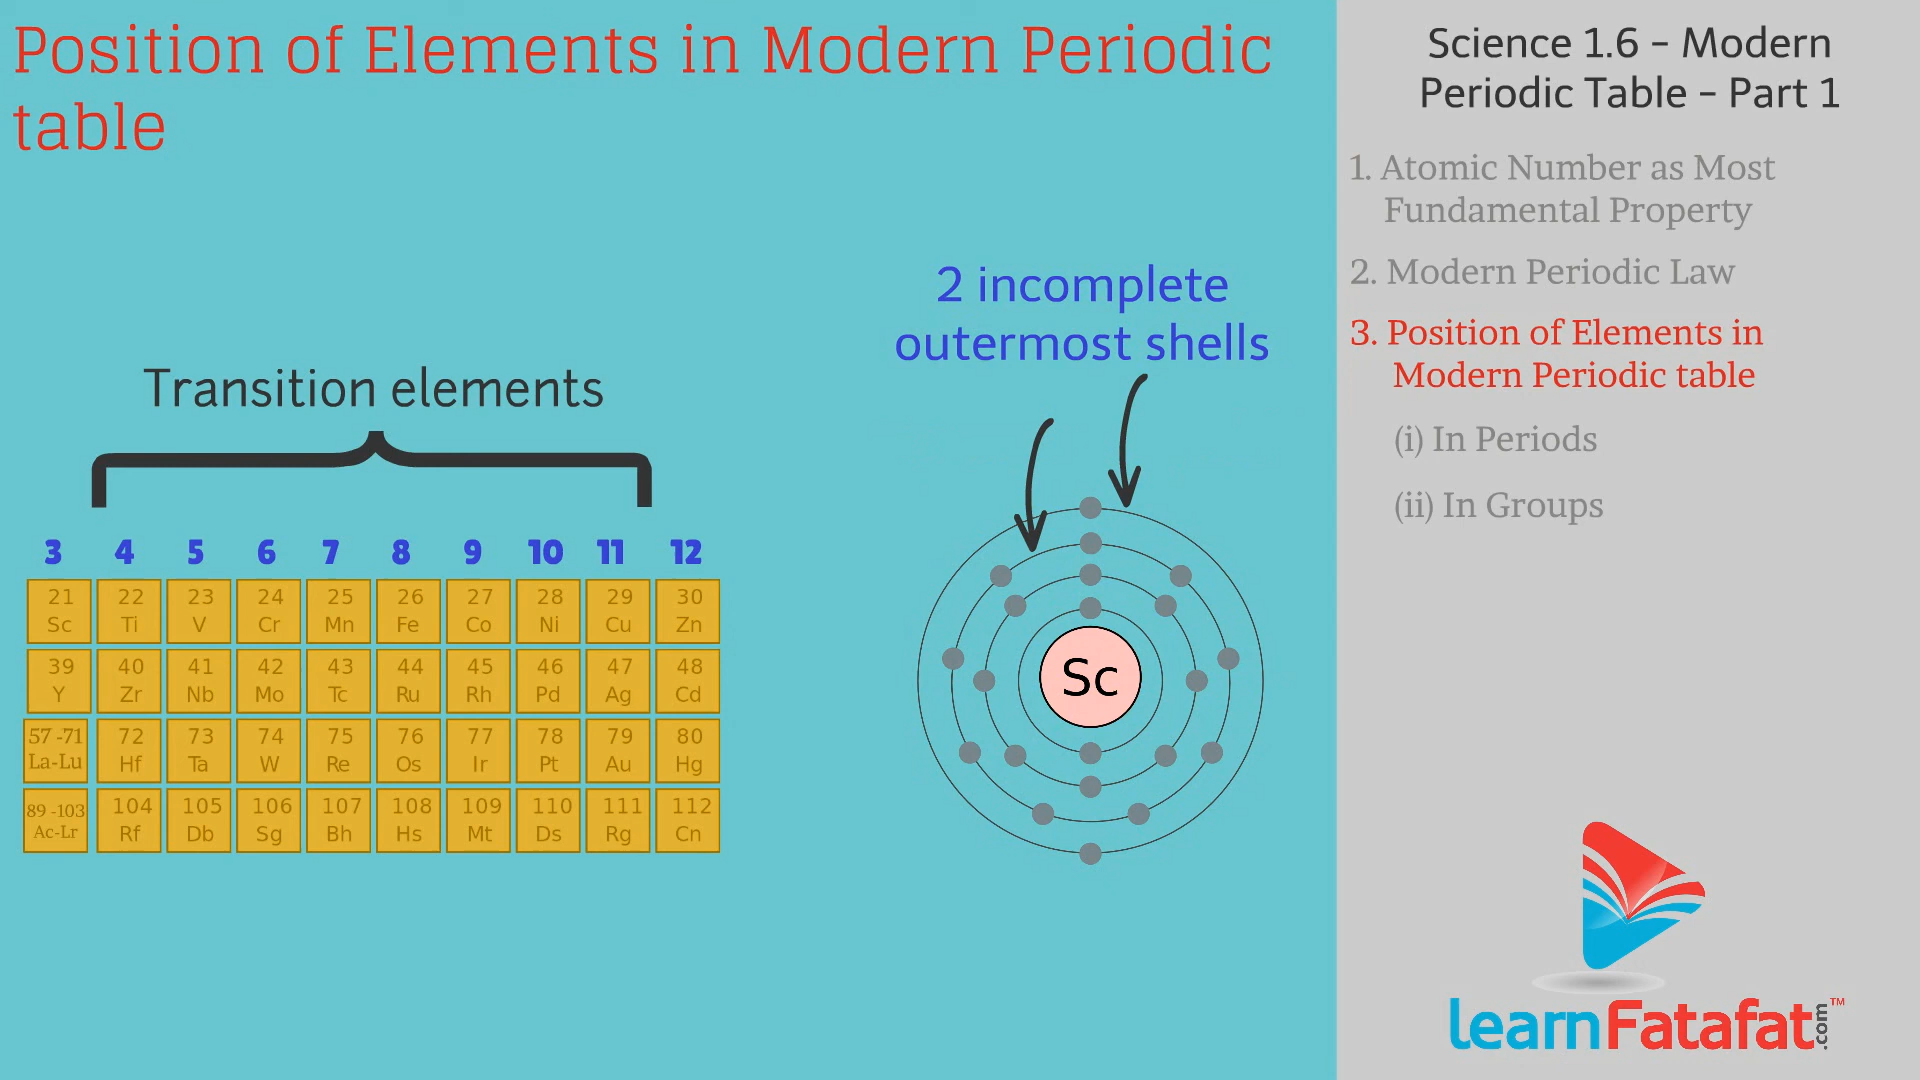 Position of Elements in Modern Periodic
table
2 incomplete
outermost shells
Transition elements
3 4 5 6 7 8 9 10 11 12
21 22 23 24 25 26 27 28 29 30
Sc Ti V Cr Mn Fe Co Ni Cu Zn
39 40 41 42 43 44 45 46 47 48
Y Zr Nb Mo Tc Ru Rh Pd Ag Cd
57 -71 72 73 74 75 76 77 78 79 80
La-Lu Hf Ta W Re Os Ir Pt Au Hg
89 -103 104 105 106 107 108 109 110 111 112
Ac-Lr Rf Db Sg Bh Hs Mt Ds Rg Cn
Sc
Science 1.6 – Modern
Periodic Table – Part 1
1. Atomic Number as Most
Fundamental Property
2. Modern Periodic Law
3. Position of Elements in
Modern Periodic table
(i) In Periods
(ii) In Groups
learnFatafat.com™